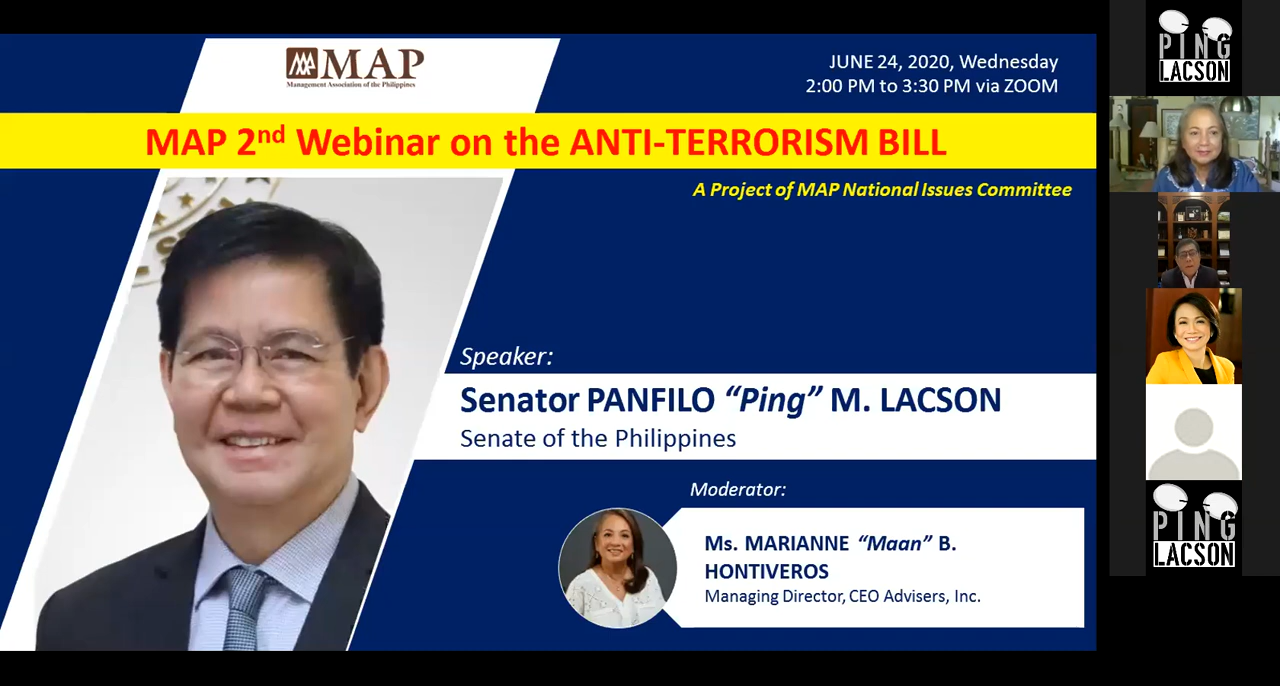 MAP
Management Association of the Philippines
JUNE 24, 2020, Wednesday
2:00 PM to 3:30 PM via ZOOM
MAP 2nd Webinar on the ANTI-TERRORISM BILL
A Project of MAP National Issues Committee
Speaker:
Senator PANFILO “Ping” M. LACSON
Senate of the Philippines
Moderator:
Ms. MARIANNE “Maan” B.
HONTIVEROS
Managing Director, CEO Advisers, Inc.
PING
LACSON
PING
LACSON